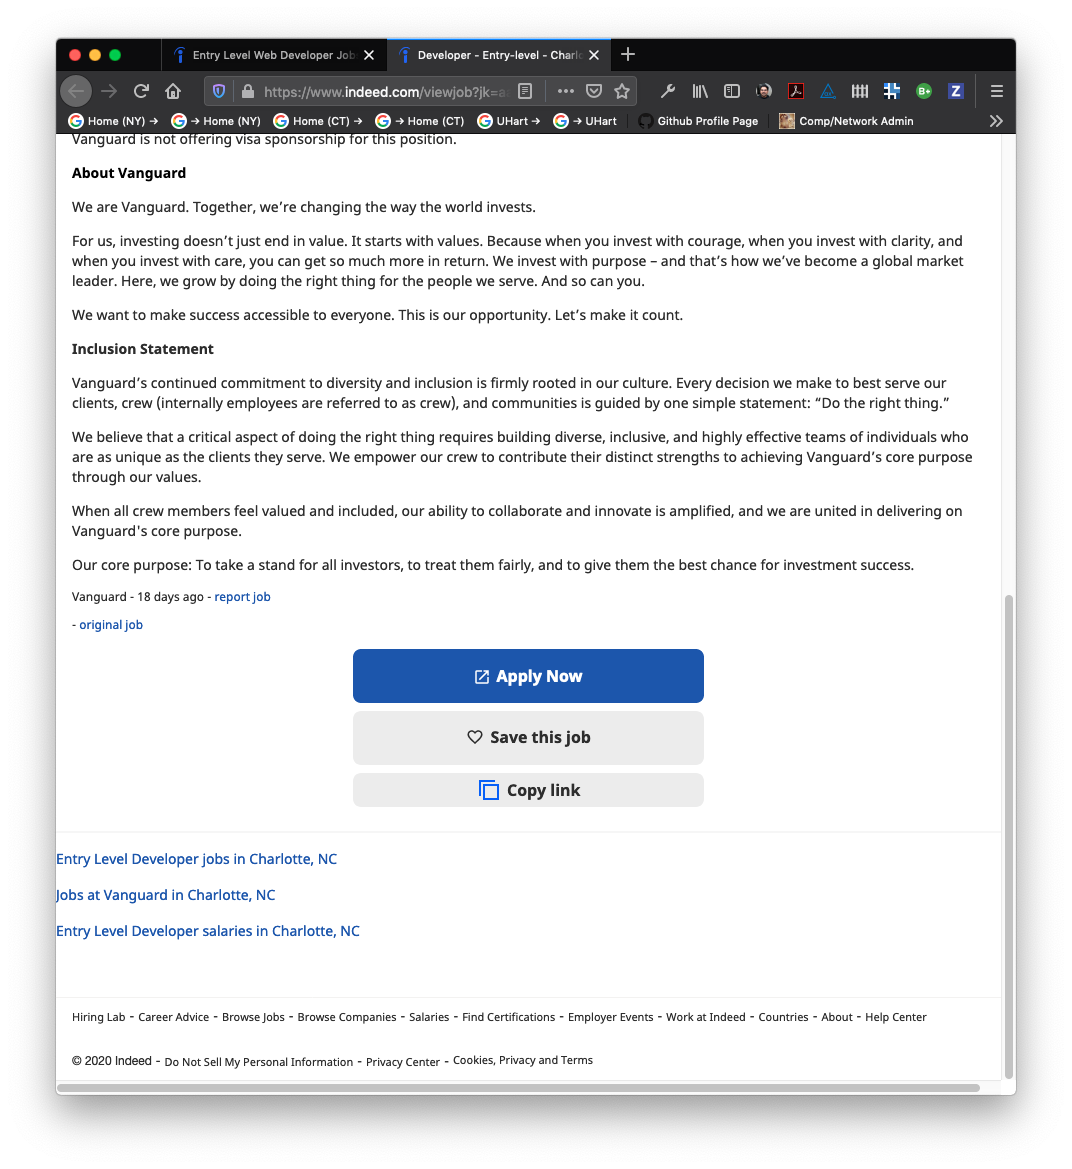 Entry Level Web Developer Job
Developer - Entry-level - Charlo
https://www.indeed.com/viewjob?jk=a
Home (NY) →
→ Home (NY)
Home (CT) →
→ Home (CT)
UHart →
→ UHart
Github Profile Page
Comp/Network Admin
Vanguard is not offering visa sponsorship for this position.
About Vanguard
We are Vanguard. Together, we’re changing the way the world invests.
For us, investing doesn’t just end in value. It starts with values. Because when you invest with courage, when you invest with clarity, and
when you invest with care, you can get so much more in return. We invest with purpose – and that’s how we’ve become a global market
leader. Here, we grow by doing the right thing for the people we serve. And so can you.
We want to make success accessible to everyone. This is our opportunity. Let’s make it count.
Inclusion Statement
Vanguard’s continued commitment to diversity and inclusion is firmly rooted in our culture. Every decision we make to best serve our
clients, crew (internally employees are referred to as crew), and communities is guided by one simple statement: “Do the right thing.”
We believe that a critical aspect of doing the right thing requires building diverse, inclusive, and highly effective teams of individuals who
are as unique as the clients they serve. We empower our crew to contribute their distinct strengths to achieving Vanguard’s core purpose
through our values.
When all crew members feel valued and included, our ability to collaborate and innovate is amplified, and we are united in delivering on
Vanguard's core purpose.
Our core purpose: To take a stand for all investors, to treat them fairly, and to give them the best chance for investment success.
Vanguard - 18 days ago - report job
- original job
Apply Now
Save this job
Copy link
Entry Level Developer jobs in Charlotte, NC
Jobs at Vanguard in Charlotte, NC
Entry Level Developer salaries in Charlotte, NC
Hiring Lab - Career Advice - Browse Jobs - Browse Companies - Salaries - Find Certifications - Employer Events - Work at Indeed - Countries - About - Help Center
© 2020 Indeed - Do Not Sell My Personal Information - Privacy Center - Cookies, Privacy and Terms